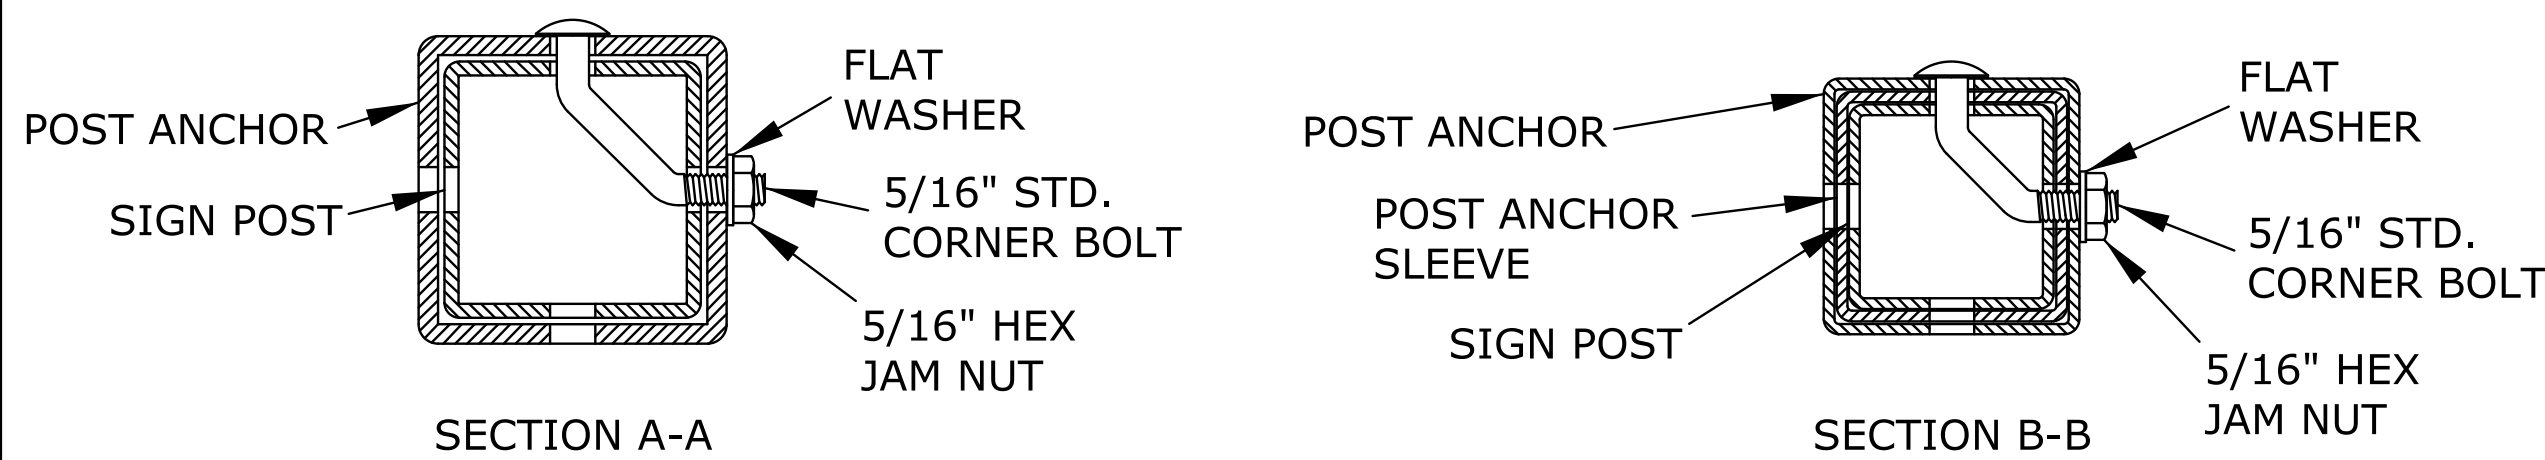 POST ANCHOR
SIGN POST
FLAT
WASHER
5/16" STD.
CORNER BOLT
5/16" HEX
JAM NUT
SECTION A-A
POST ANCHOR
POST ANCHOR
SLEEVE
SIGN POST
FLAT
WASHER
5/16" STD.
CORNER BOLT
5/16" HEX
JAM NUT
SECTION B-B